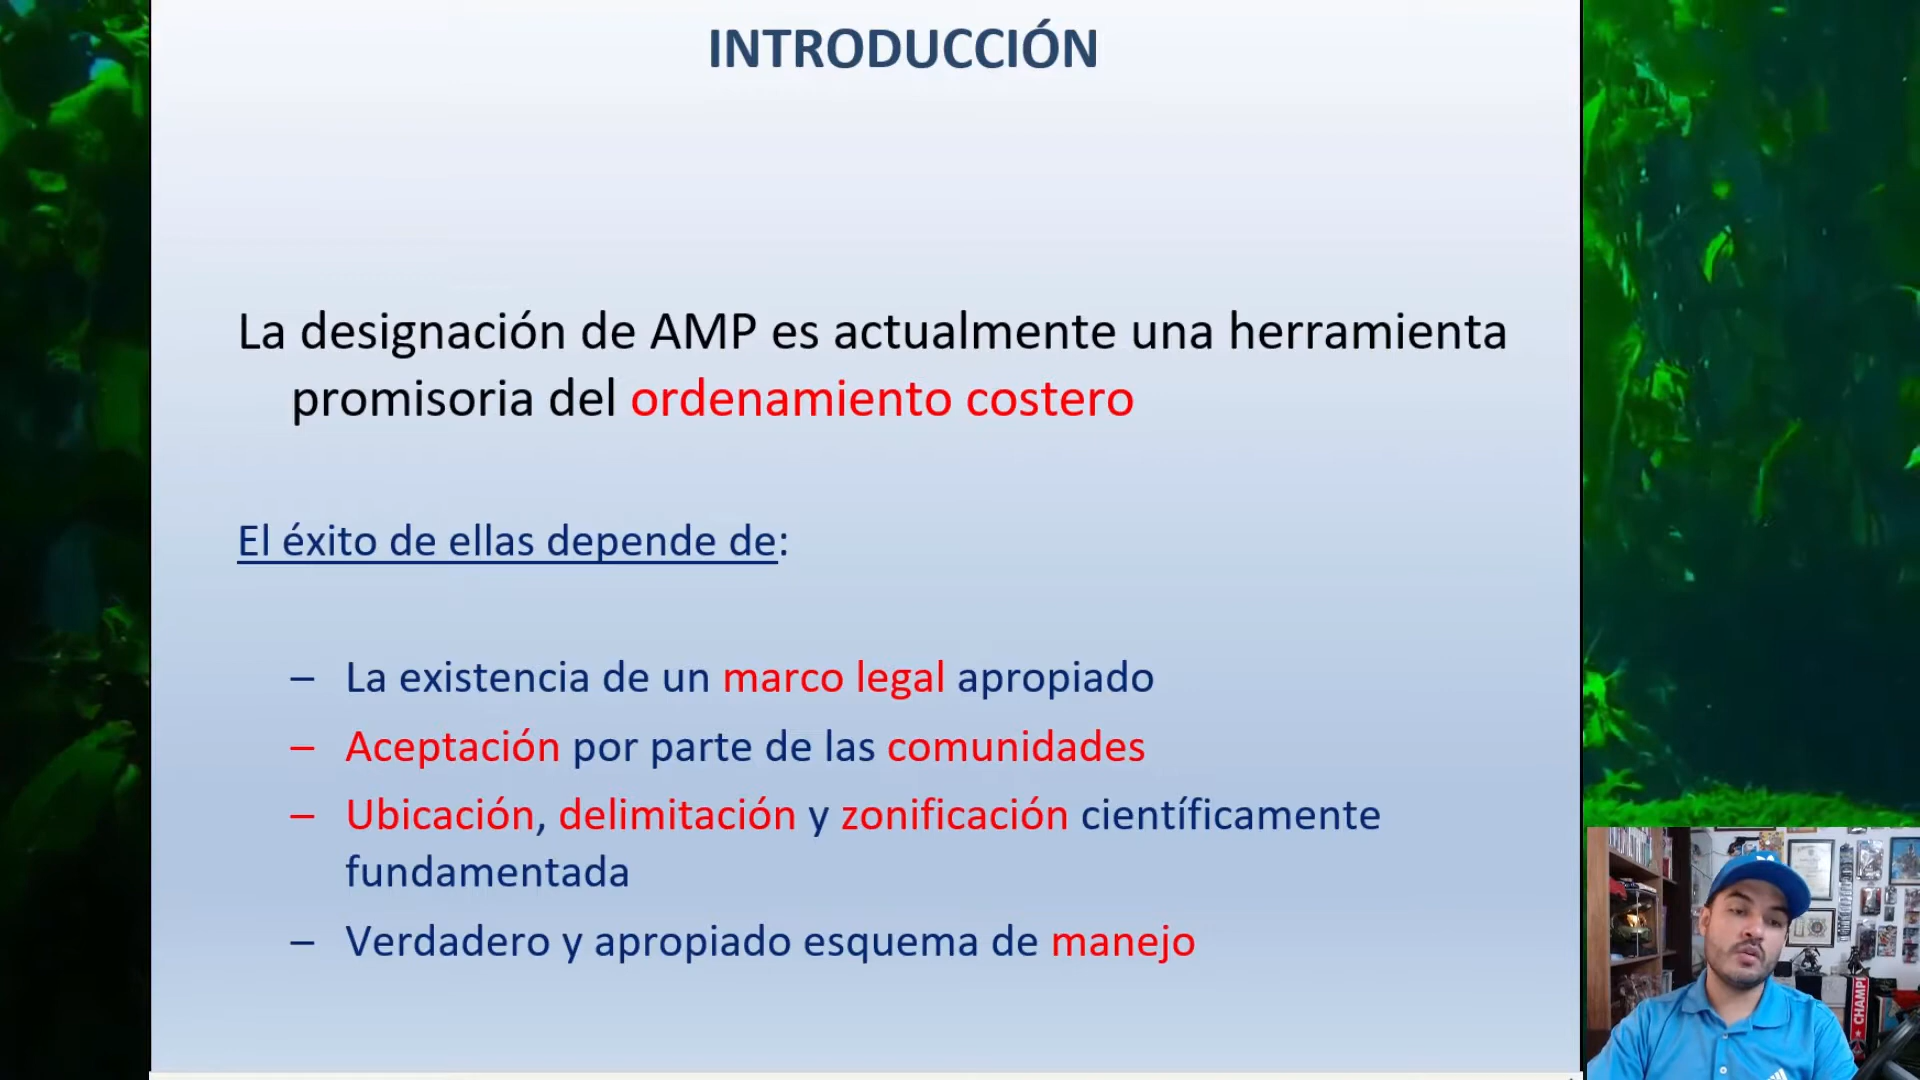 INTRODUCCIÓN
La designación de AMP es actualmente una herramienta
promisoria del ordenamiento costero
El éxito de ellas depende de:
– La existencia de un marco legal apropiado
– Aceptación por parte de las comunidades
– Ubicación, delimitación y zonificación científicamente
fundamentada
– Verdadero y apropiado esquema de manejo
CHAMPI